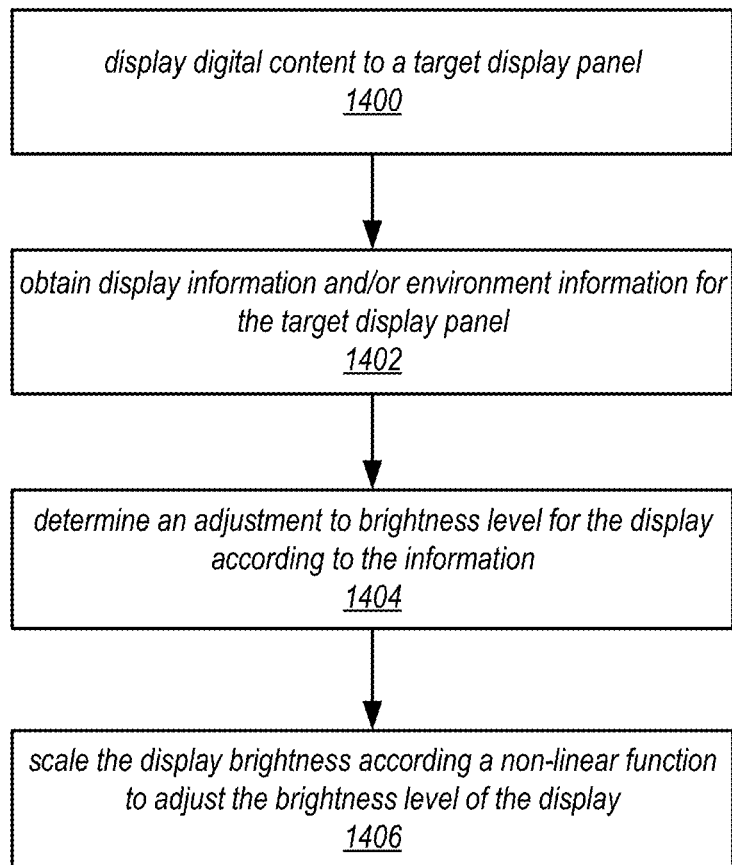 display digital content to a target display panel
1400
obtain display information and/or environment information for
the target display panel
1402
determine an adjustment to brightness level for the display
according to the information
1404
scale the display brightness according a non-linear function
to adjust the brightness level of the display
1406